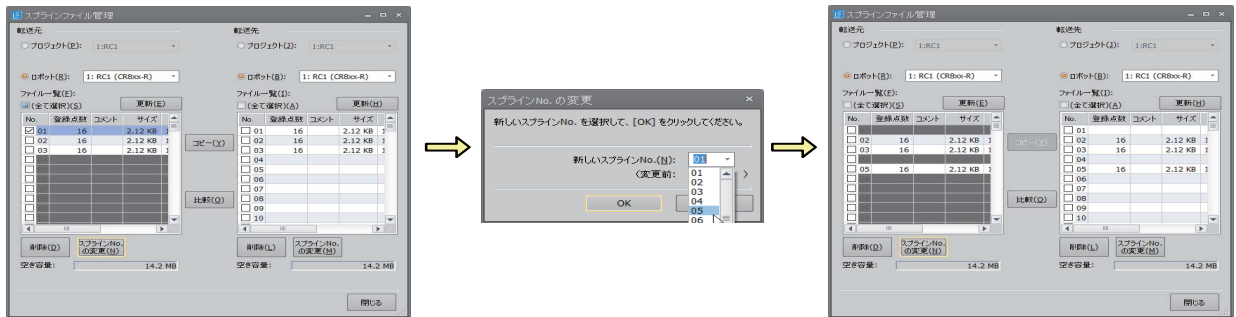 スプラインファイル管理
転送元
転送先
プロジェクト(P): 1:RC1
プロジェクト(J): 1:RC1
ロボット(R): 1: RC1 (CR8xx-R)
ロボット(B): 1: RC1 (CR8xx-R)
ファイル一覧(E):
ファイル一覧(I):
(全て選択)(S) 更新(E)
(全て選択)(A) 更新(H)
No. 登録点数 コメント サイズ
01 16 2.12 KB 1
02 16 2.12 KB 1
03 16 2.12 KB 1
コピー(Y)
比較(Q)
No. 登録点数 コメント サイズ
01 16 2.12 KB 1
02 16 2.12 KB 1
03 16 2.12 KB 1
04
05
06
07
08
09
10
削除(D) スプラインNo.
の変更(N)
削除(L) スプラインNo.
の変更(M)
空き容量: 14.2 MB
空き容量: 14.2 MB
閉じる
スプラインNo. の変更
新しいスプラインNo. を選択して、[OK] をクリックしてください。
新しいスプラインNo.(N): 01
(変更前: )
01
02
03
04
05
06
OK
スプラインファイル管理
転送元
転送先
プロジェクト(P): 1:RC1
プロジェクト(J): 1:RC1
ロボット(R): 1: RC1 (CR8xx-R)
ロボット(B): 1: RC1 (CR8xx-R)
ファイル一覧(E):
ファイル一覧(I):
(全て選択)(S) 更新(E)
(全て選択)(A) 更新(H)
No. 登録点数 コメント サイズ
02 16 2.12 KB 1
03 16 2.12 KB 1
05 16 2.12 KB 1
コピー(Y)
比較(Q)
No. 登録点数 コメント サイズ
01
02 16 2.12 KB 1
03 16 2.12 KB 1
04
05 16 2.12 KB 1
06
07
08
09
10
削除(D) スプラインNo.
の変更(N)
削除(L) スプラインNo.
の変更(M)
空き容量: 14.2 MB
空き容量: 14.2 MB
閉じる